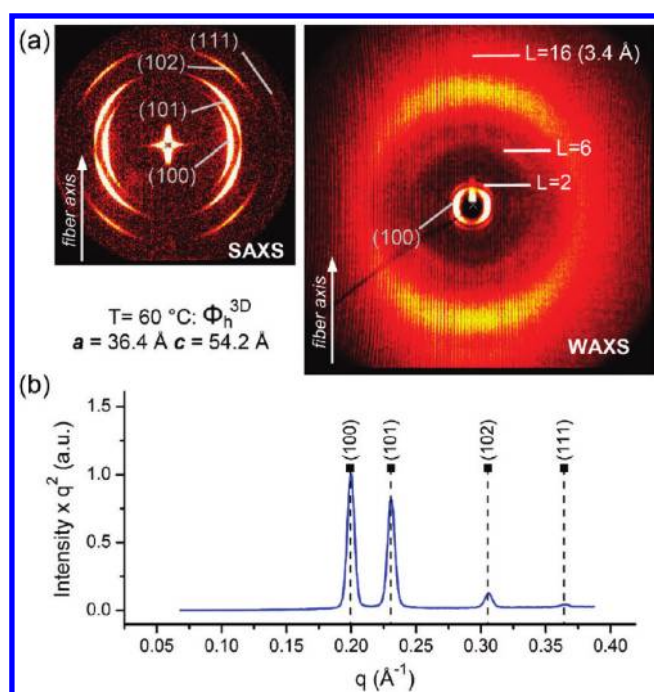 (a)
(111)
(102)
(101)
(100)
fiber axis
SAXS
L=16 (3.4 Å)
L=6
L=2
(100)
fiber axis
WAXS
T= 60 °C: Φh3D
a = 36.4 Å c = 54.2 Å
(b)
Intensity x q2 (a.u.)
1.5
1.0
0.5
0.0
(100)
(101)
(102)
(111)
0.05 0.10 0.15 0.20 0.25 0.30 0.35 0.40
q (Å-1)